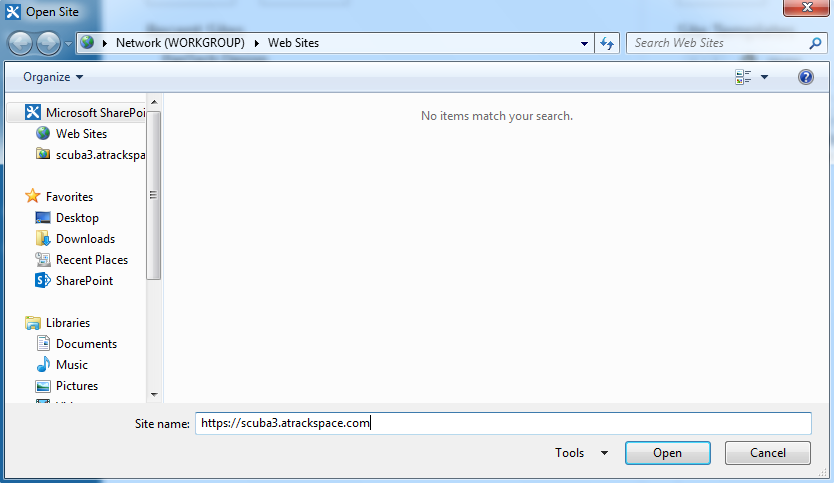 Open Site
Network (WORKGROUP) Web Sites
Search Web Sites
Organize
Microsoft SharePoi
Web Sites
scuba3.atrackspa
Favorites
Desktop
Downloads
Recent Places
SharePoint
Libraries
Documents
Music
Pictures
No items match your search.
Site name: https://scuba3.atrackspace.com
Tools Open Cancel